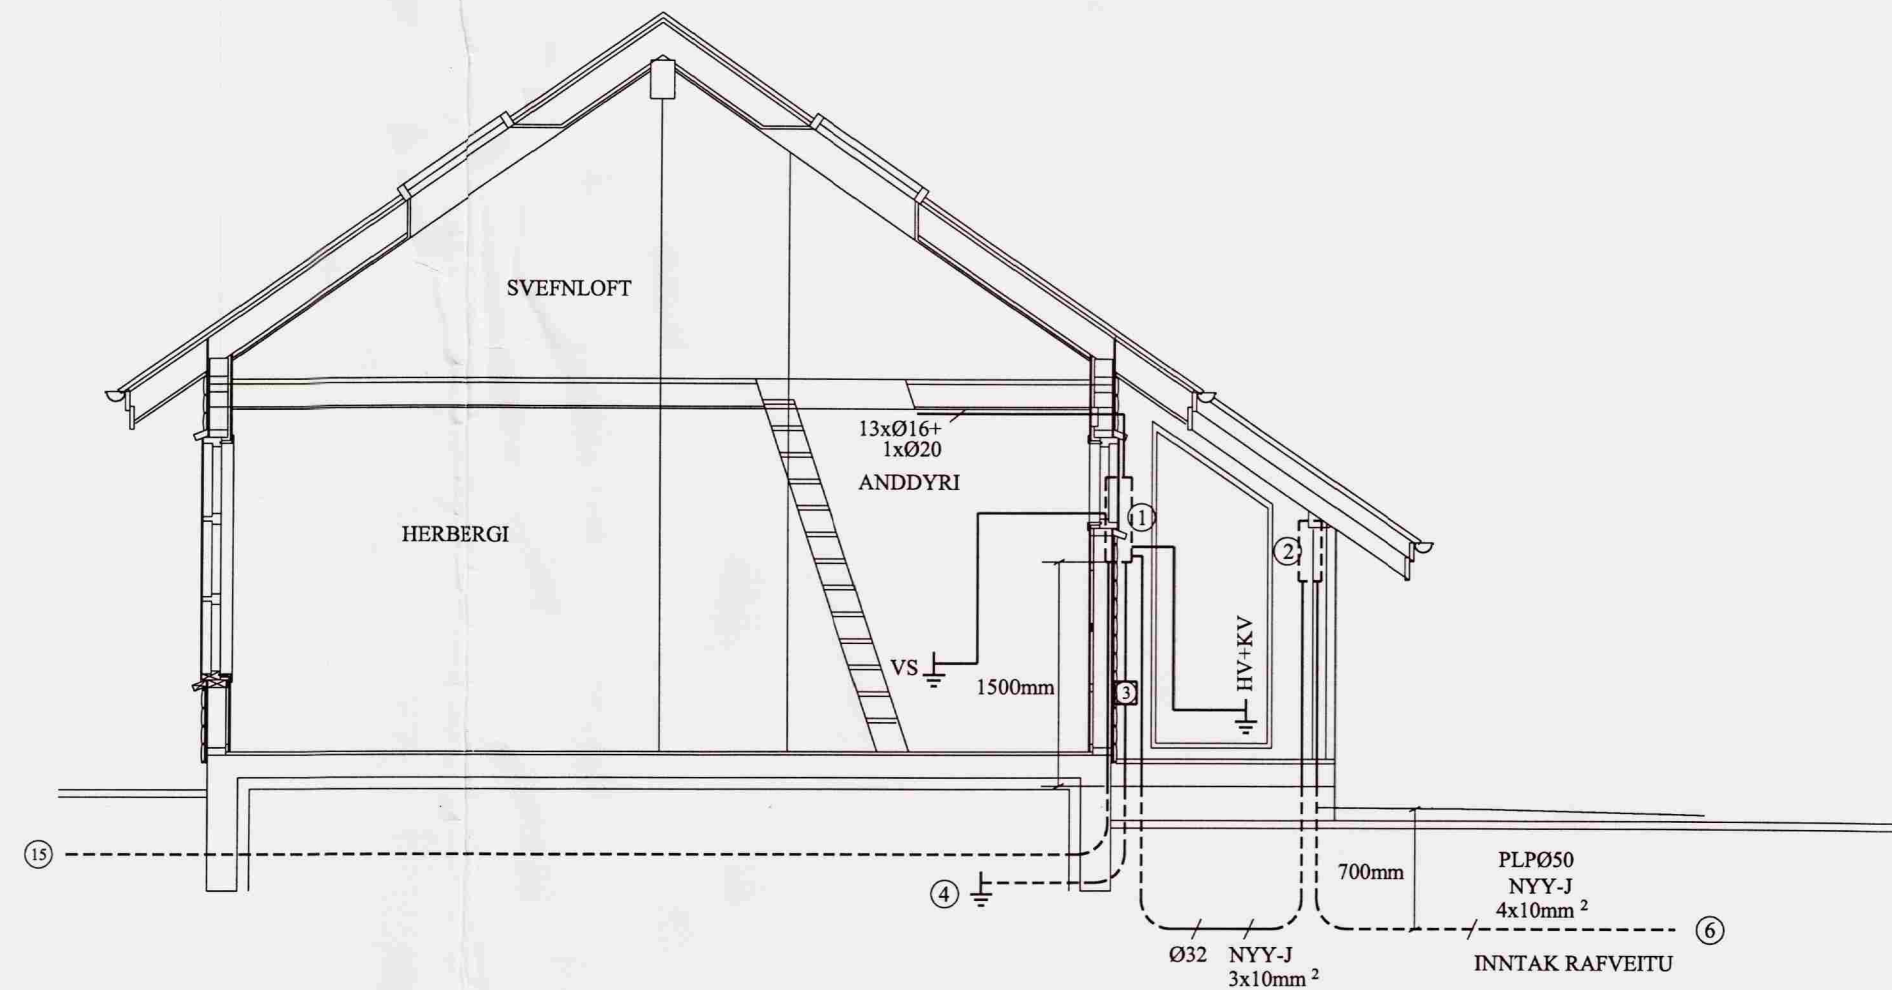 SVEFNLOFT
13xØ16+
1xØ20
ANDDYRI
HERBERGI
1
2
VS
1500mm
3
HV+KV
15
4
700mm
PLPØ50
NYY-J
4x10mm ²
6
Ø32 NYY-J
3x10mm ²
INNTAK RAFVEITU